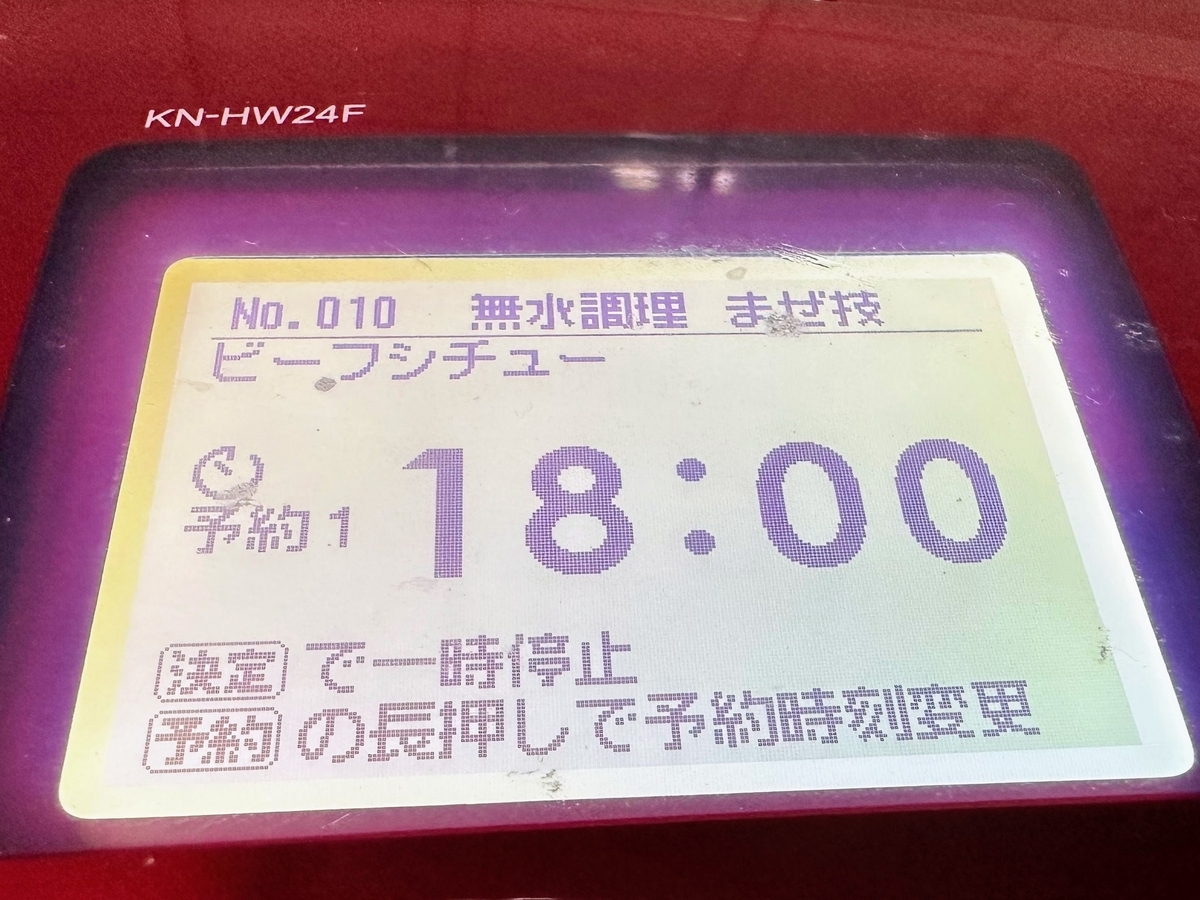 KN-HW24F
No.010 無水調理 まぜ技
ビーフシチュー
予約1 18:00
決定 で一時停止
予約 の長押しで予約時刻変更